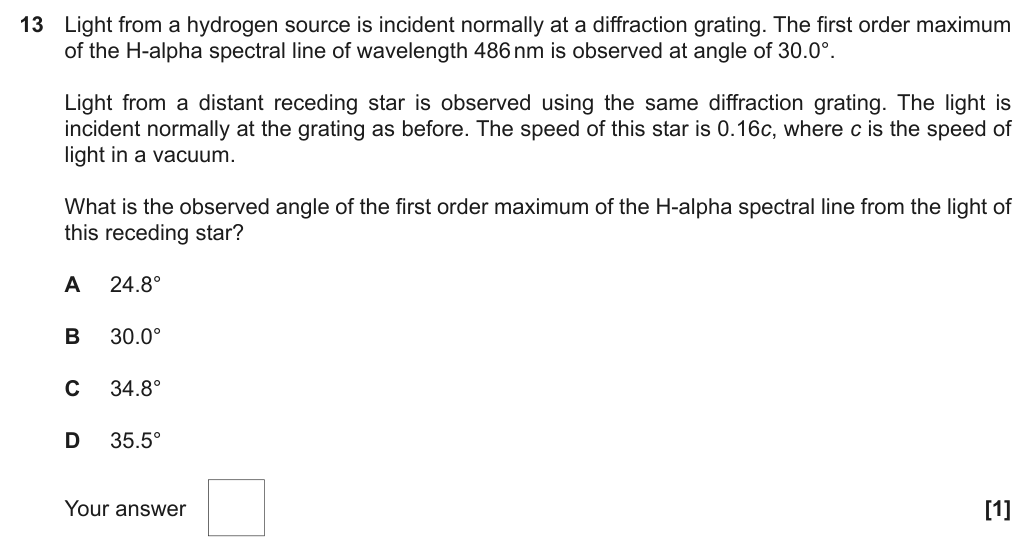 13 Light from a hydrogen source is incident normally at a diffraction grating. The first order maximum
of the H-alpha spectral line of wavelength 486 nm is observed at angle of 30.0°.
Light from a distant receding star is observed using the same diffraction grating. The light is
incident normally at the grating as before. The speed of this star is 0.16c, where c is the speed of
light in a vacuum.
What is the observed angle of the first order maximum of the H-alpha spectral line from the light of
this receding star?
A 24.8°
B 30.0°
C 34.8°
D 35.5°
Your answer [1]